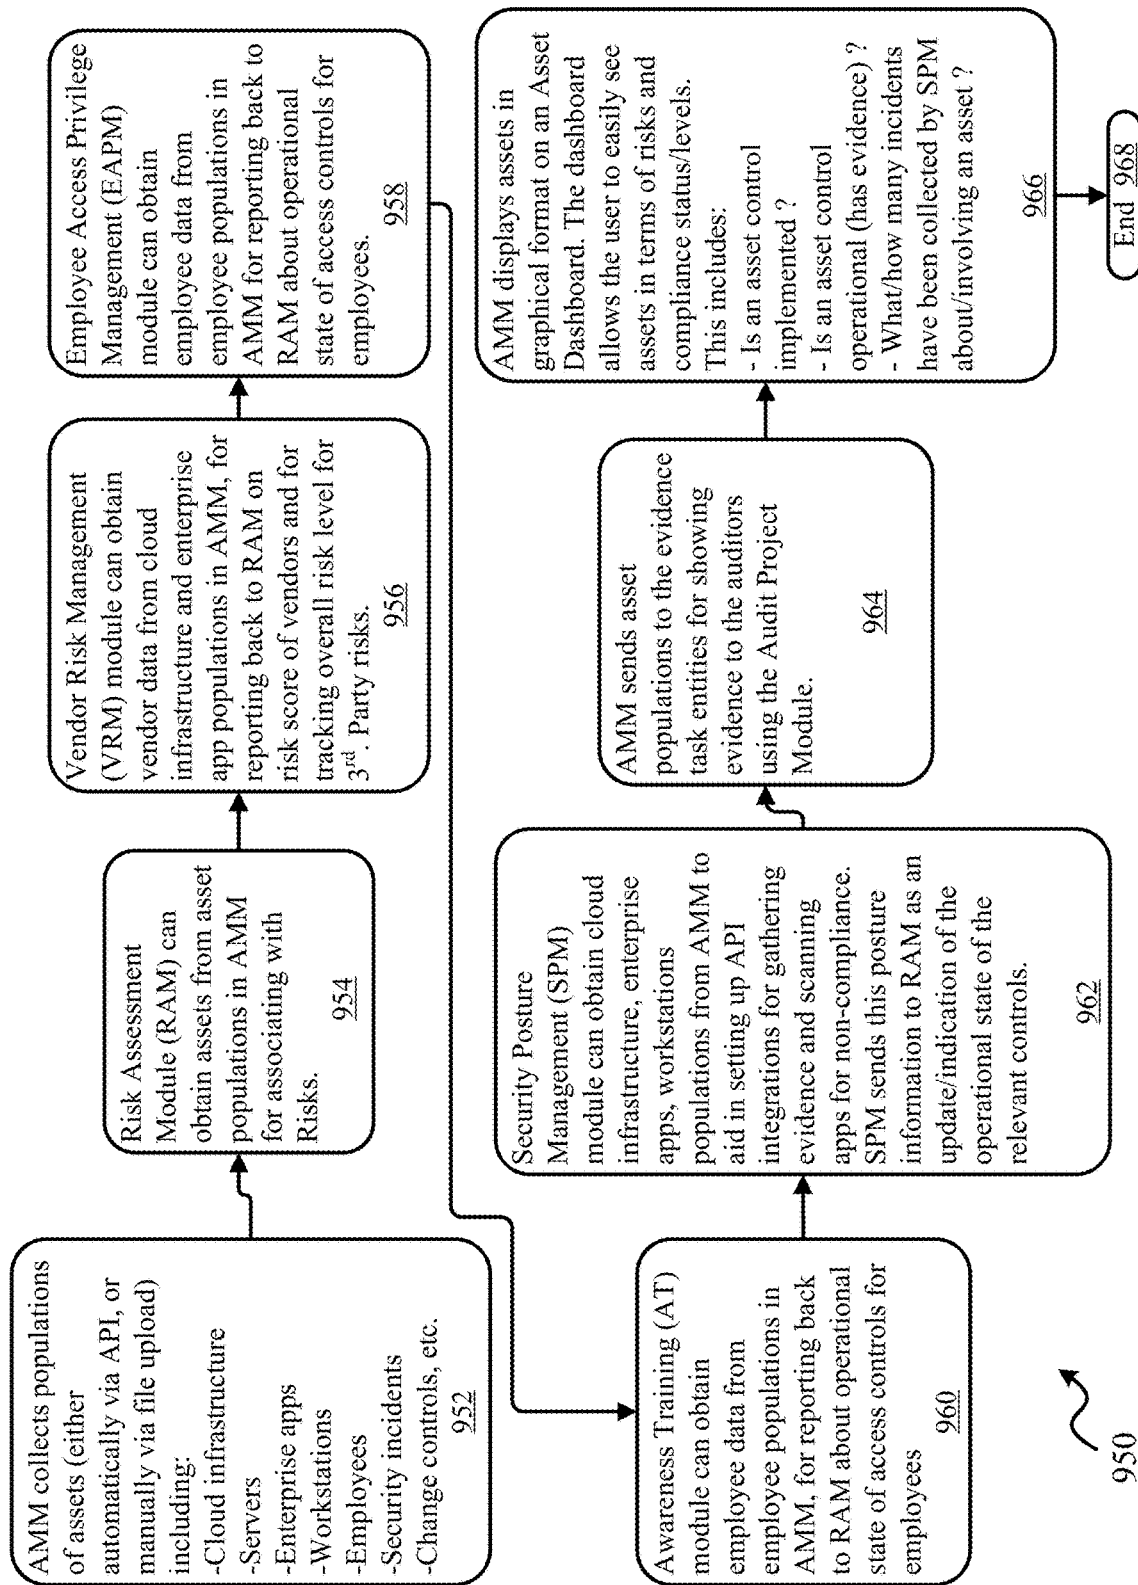 AMM collects populations
of assets (either
automatically via API, or
manually via file upload)
including:
-Cloud infrastructure
-Servers
-Enterprise apps
-Workstations
-Employees
-Security incidents
-Change controls, etc.
952
Risk Assessment
Module (RAM) can
obtain assets from asset
populations in AMM
for associating with
Risks.
954
Vendor Risk Management
(VRM) module can obtain
vendor data from cloud
infrastructure and enterprise
app populations in AMM, for
reporting back to RAM on
risk score of vendors and for
tracking overall risk level for
3rd. Party risks.
956
Employee Access Privilege
Management (EAPM)
module can obtain
employee data from
employee populations in
AMM for reporting back to
RAM about operational
state of access controls for
employees.
958
Awareness Training (AT)
module can obtain
employee data from
employee populations in
AMM, for reporting back
to RAM about operational
state of access controls for
employees
960
Security Posture
Management (SPM)
module can obtain cloud
infrastructure, enterprise
apps, workstations
populations from AMM to
aid in setting up API
integrations for gathering
evidence and scanning
apps for non-compliance.
SPM sends this posture
information to RAM as an
update/indication of the
operational state of the
relevant controls.
962
AMM sends asset
populations to the evidence
task entities for showing
evidence to the auditors
using the Audit Project
Module.
964
AMM displays assets in
graphical format on an Asset
Dashboard. The dashboard
allows the user to easily see
assets in terms of risks and
compliance status/levels.
This includes:
- Is an asset control
implemented ?
- Is an asset control
operational (has evidence) ?
- What/how many incidents
have been collected by SPM
about/involving an asset ?
966
End 968
950